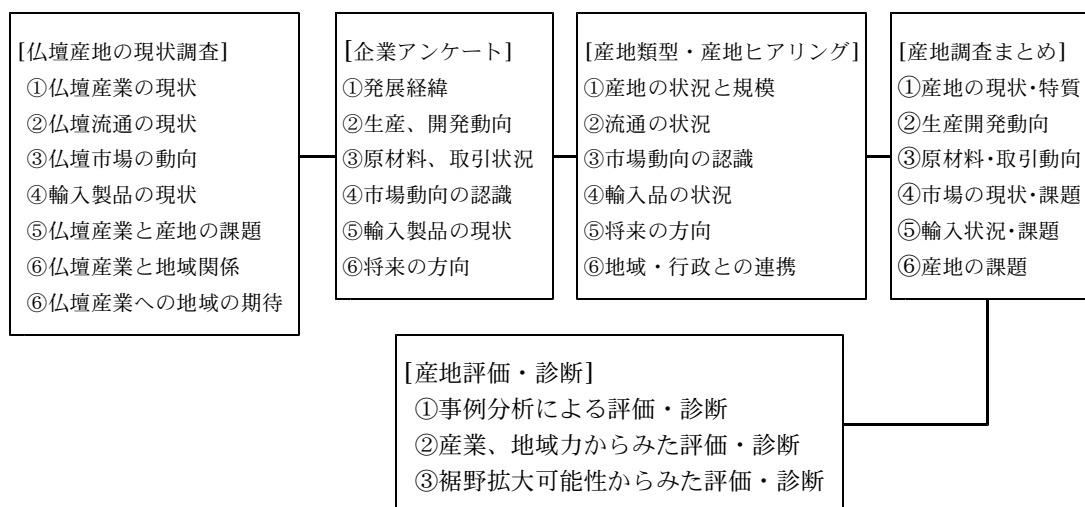 [仏壇産地の現状調査]
①仏壇産業の現状
②仏壇流通の現状
③仏壇市場の動向
④輸入製品の現状
⑤仏壇産業と産地の課題
⑥仏壇産業と地域関係
⑥仏壇産業への地域の期待
[企業アンケート]
①発展経緯
②生産、開発動向
③原材料、取引状況
④市場動向の認識
⑤輸入製品の現状
⑥将来の方向
[産地類型・産地ヒアリング]
①産地の状況と規模
②流通の状況
③市場動向の認識
④輸入品の状況
⑤将来の方向
⑥地域・行政との連携
[産地調査まとめ]
①産地の現状・特質
②生産開発動向
③原材料・取引動向
④市場の現状・課題
⑤輸入状況・課題
⑥産地の課題
[産地評価・診断]
①事例分析による評価・診断
②産業、地域力からみた評価・診断
③裾野拡大可能性からみた評価・診断